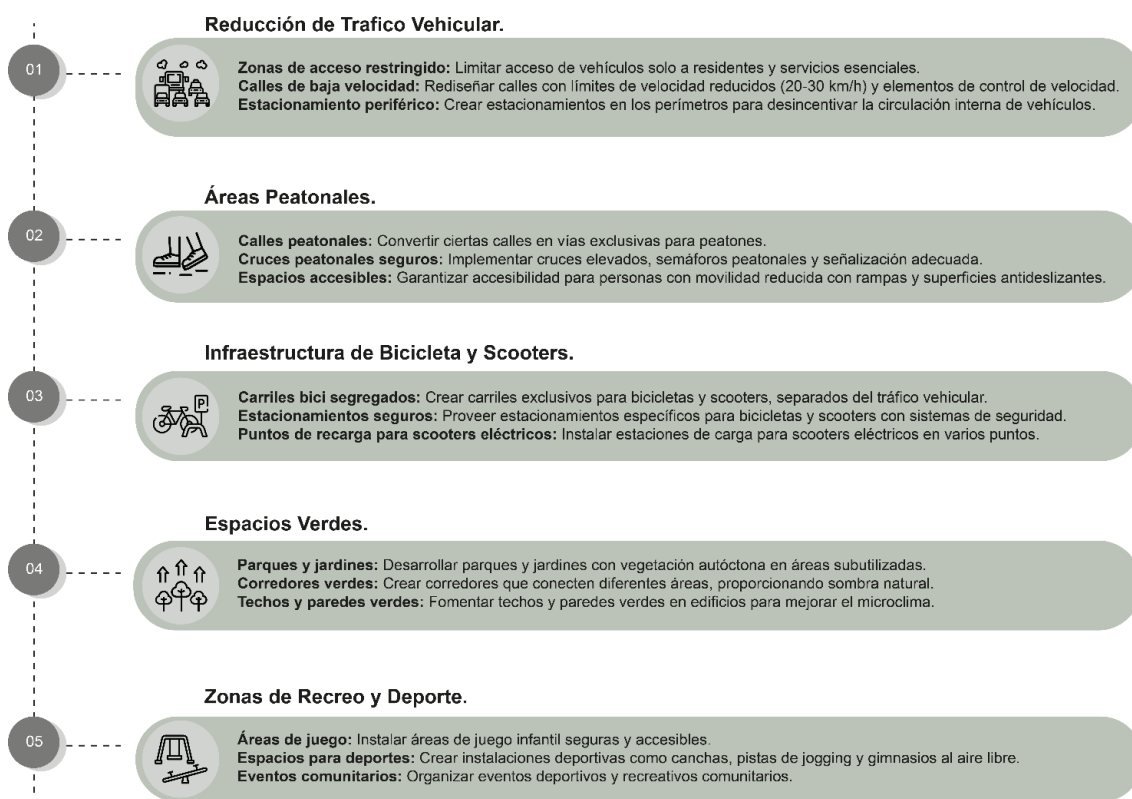 Reducción de Trafico Vehicular.
01
Zonas de acceso restringido: Limitar acceso de vehículos solo a residentes y servicios esenciales.
Calles de baja velocidad: Rediseñar calles con límites de velocidad reducidos (20-30 km/h) y elementos de control de velocidad.
Estacionamiento periférico: Crear estacionamientos en los perímetros para desincentivar la circulación interna de vehículos.
Áreas Peatonales.
02
Calles peatonales: Convertir ciertas calles en vías exclusivas para peatones.
Cruces peatonales seguros: Implementar cruces elevados, semáforos peatonales y señalización adecuada.
Espacios accesibles: Garantizar accesibilidad para personas con movilidad reducida con rampas y superficies antideslizantes.
Infraestructura de Bicicleta y Scooters.
03
P
Carriles bici segregados: Crear carriles exclusivos para bicicletas y scooters, separados del tráfico vehicular.
Estacionamientos seguros: Proveer estacionamientos específicos para bicicletas y scooters con sistemas de seguridad.
Puntos de recarga para scooters eléctricos: Instalar estaciones de carga para scooters eléctricos en varios puntos.
Espacios Verdes.
04
Parques y jardines: Desarrollar parques y jardines con vegetación autóctona en áreas subutilizadas.
Corredores verdes: Crear corredores que conecten diferentes áreas, proporcionando sombra natural.
Techos y paredes verdes: Fomentar techos y paredes verdes en edificios para mejorar el microclima.
Zonas de Recreo y Deporte.
05
Áreas de juego: Instalar áreas de juego infantil seguras y accesibles.
Espacios para deportes: Crear instalaciones deportivas como canchas, pistas de jogging y gimnasios al aire libre.
Eventos comunitarios: Organizar eventos deportivos y recreativos comunitarios.